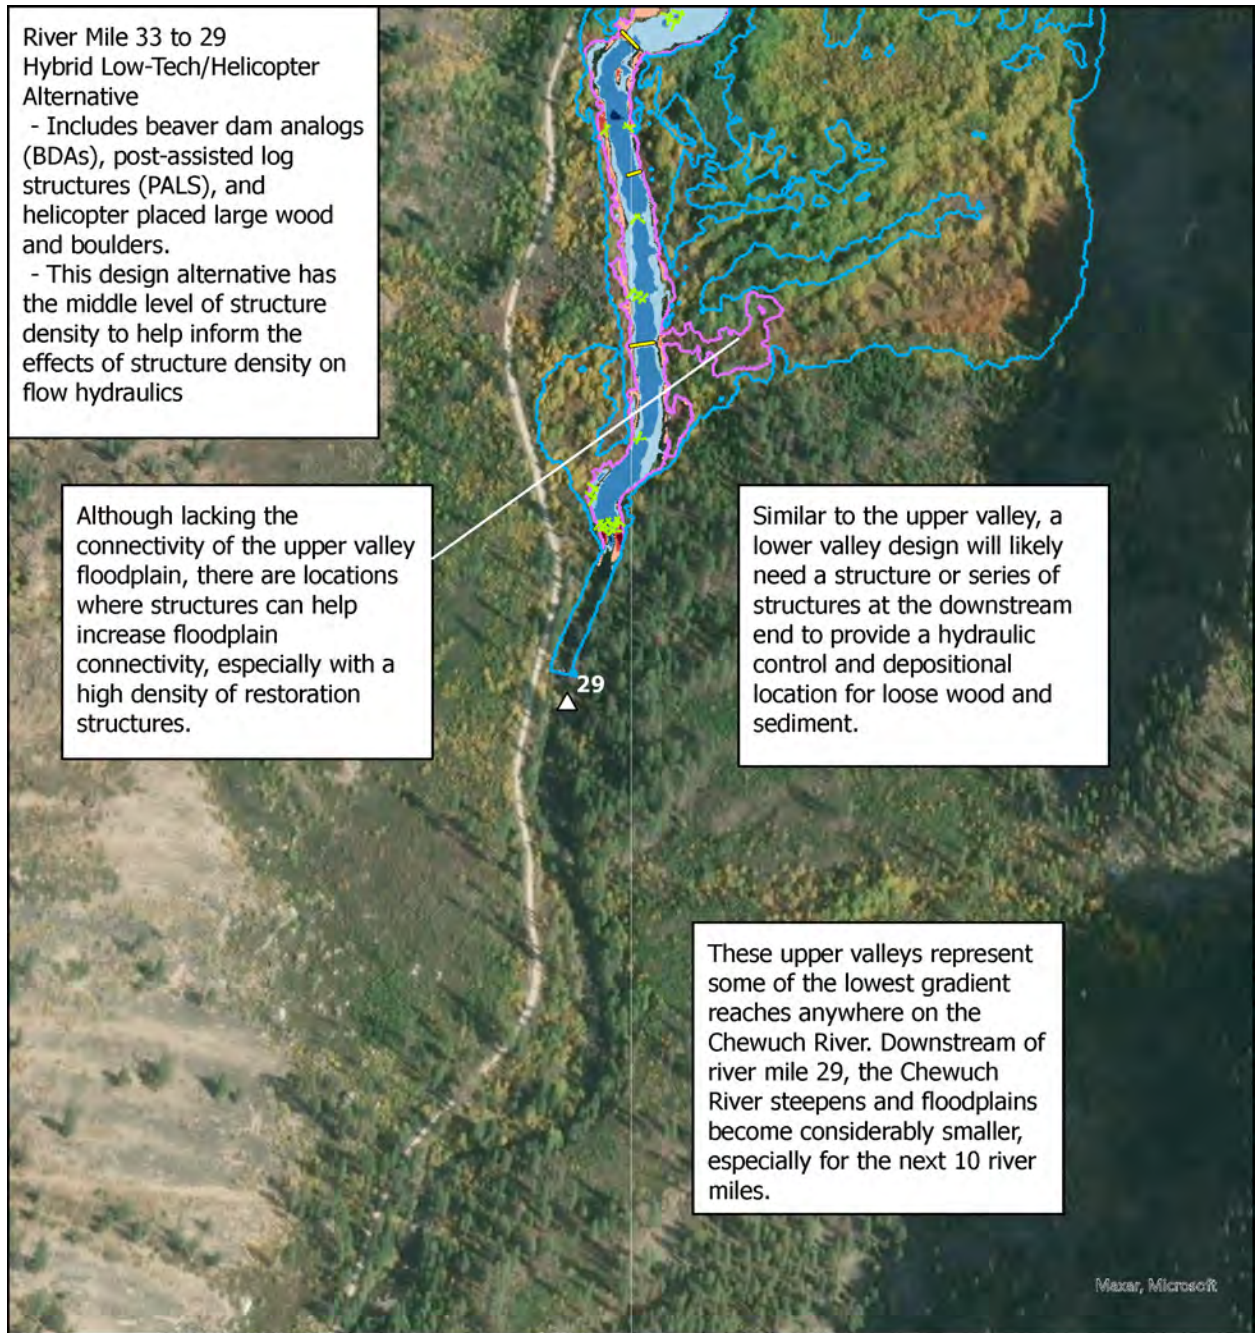 River Mile 33 to 29
Hybrid Low-Tech/Helicopter
Alternative
- Includes beaver dam analogs
(BDAs), post-assisted log
structures (PALS), and
helicopter placed large wood
and boulders.
- This design alternative has
the middle level of structure
density to help inform the
effects of structure density on
flow hydraulics
Although lacking the
connectivity of the upper valley
floodplain, there are locations
where structures can help
increase floodplain
connectivity, especially with a
high density of restoration
structures.
Similar to the upper valley, a
lower valley design will likely
need a structure or series of
structures at the downstream
end to provide a hydraulic
control and depositional
location for loose wood and
sediment.
29
These upper valleys represent
some of the lowest gradient
reaches anywhere on the
Chewuch River. Downstream of
river mile 29, the Chewuch
River steepens and floodplains
become considerably smaller,
especially for the next 10 river
miles.
Maxar, Microsoft